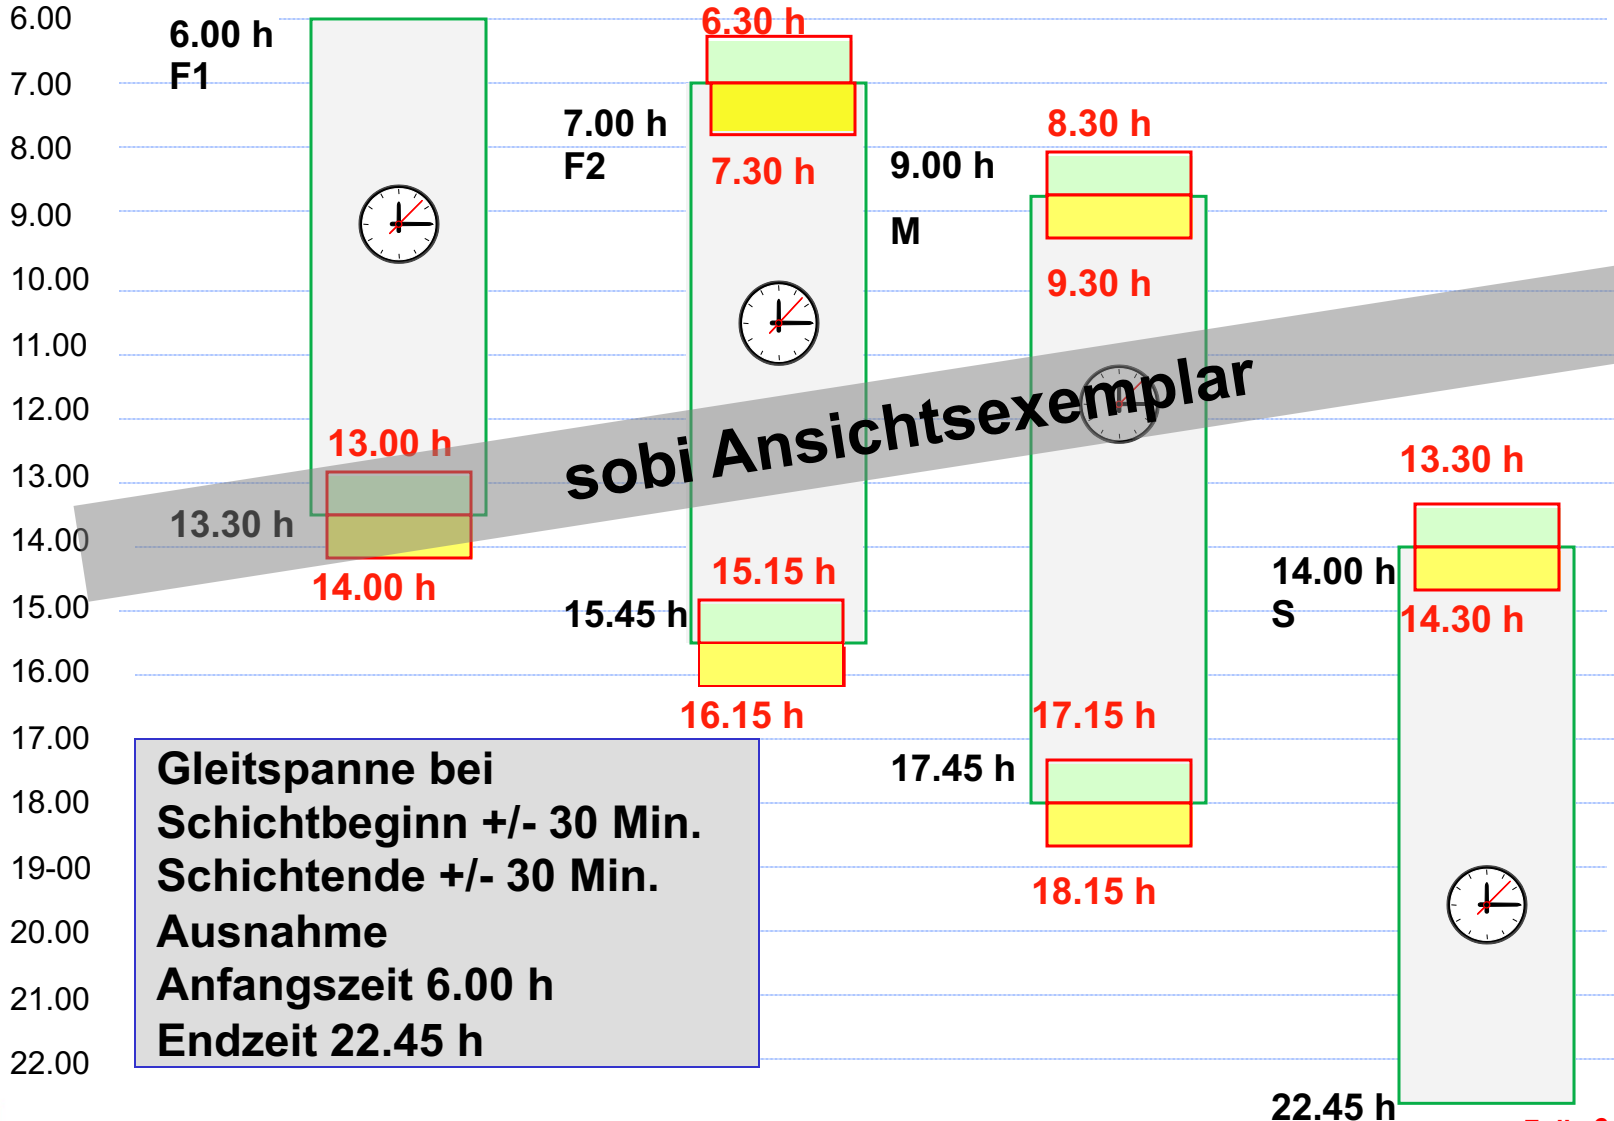 6.00
7.00
8.00
9.00
10.00
11.00
12.00
13.00
14.00
15.00
16.00
17.00
18.00
19-00
20.00
21.00
22.00
6.00 h
F1
13.00 h
13.30 h
14.00 h
6.30 h
7.00 h
F2
7.30 h
15.15 h
15.45 h
16.15 h
8.30 h
9.00 h
M
9.30 h
17.15 h
17.45 h
18.15 h
13.30 h
14.00 h
S
14.30 h
22.45 h
sobi Ansichtsexemplar
Gleitspanne bei
Schichtbeginn +/- 30 Min.
Schichtende +/- 30 Min.
Ausnahme
Anfangszeit 6.00 h
Endzeit 22.45 h